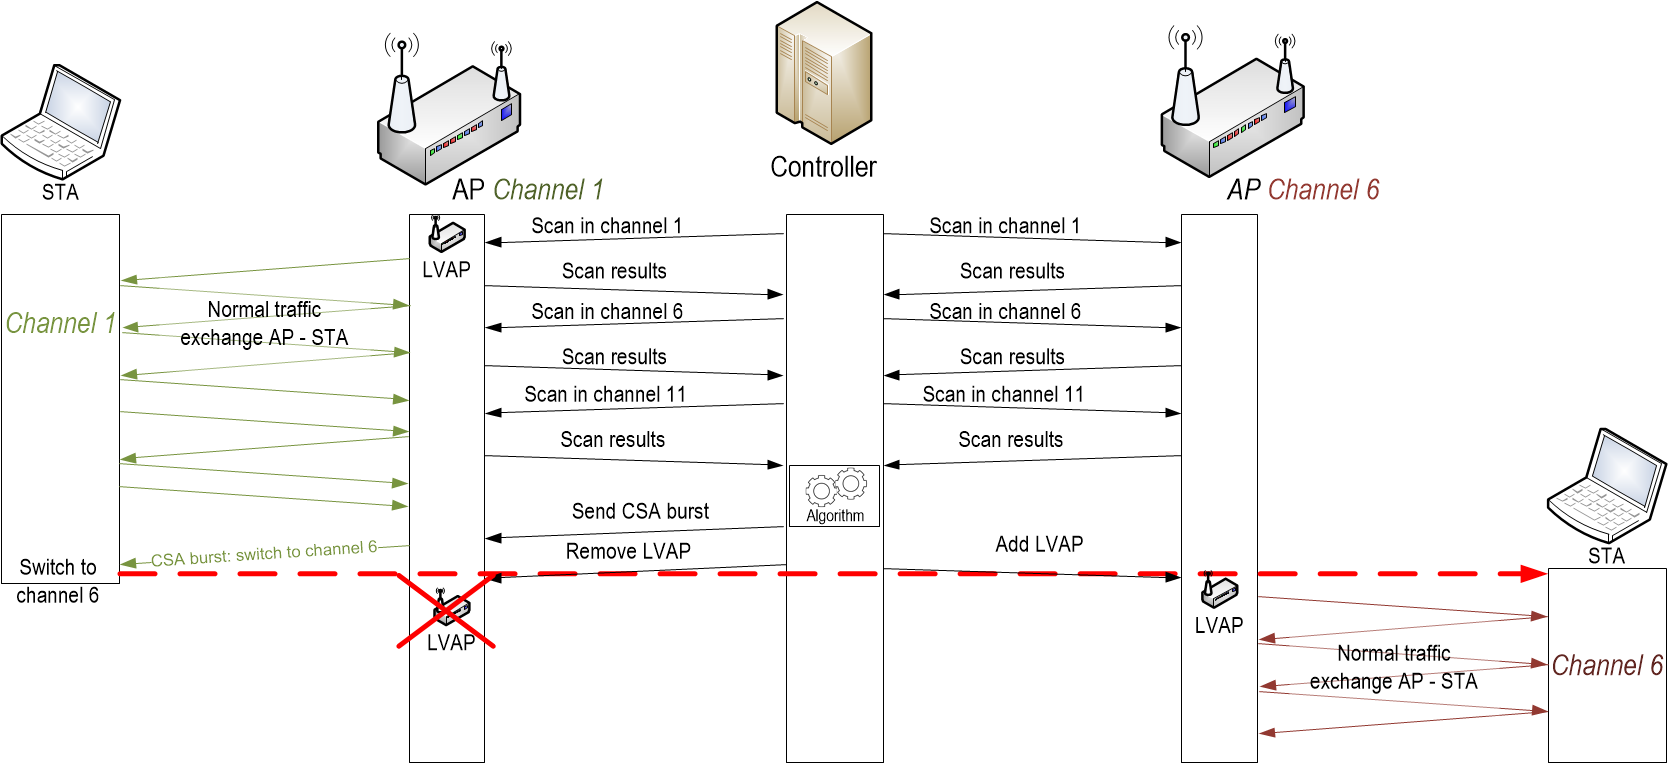 Controller
STA
AP Channel 1
AP Channel 6
Scan in channel 1
Scan in channel 1
LVAP
Scan results
Scan results
Channel 1
Normal traffic
exchange AP - STA
Scan in channel 6
Scan in channel 6
Scan results
Scan results
Scan in channel 11
Scan in channel 11
Scan results
Scan results
Algorithm
Send CSA burst
CSA burst: switch to channel 6
Remove LVAP
Add LVAP
STA
Switch to
channel 6
LVAP
LVAP
Normal traffic
exchange AP - STA
Channel 6